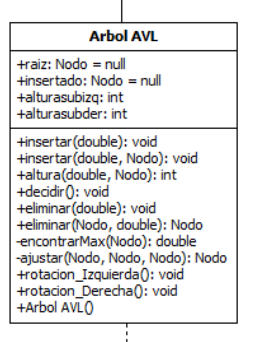 Arbol AVL
+raiz: Nodo = null
+insertado: Nodo = null
+alturasubizq: int
+alturasubder: int
+insertar(double): void
+insertar(double, Nodo): void
+altura(double, Nodo): int
+decidir(): void
+eliminar(double): void
+eliminar(Nodo, double): Nodo
-encontrarMax(Nodo): double
-ajustar(Nodo, Nodo, Nodo): Nodo
+rotacion_Izquierda(): void
+rotacion_Derecha(): void
+Arbol AVL()